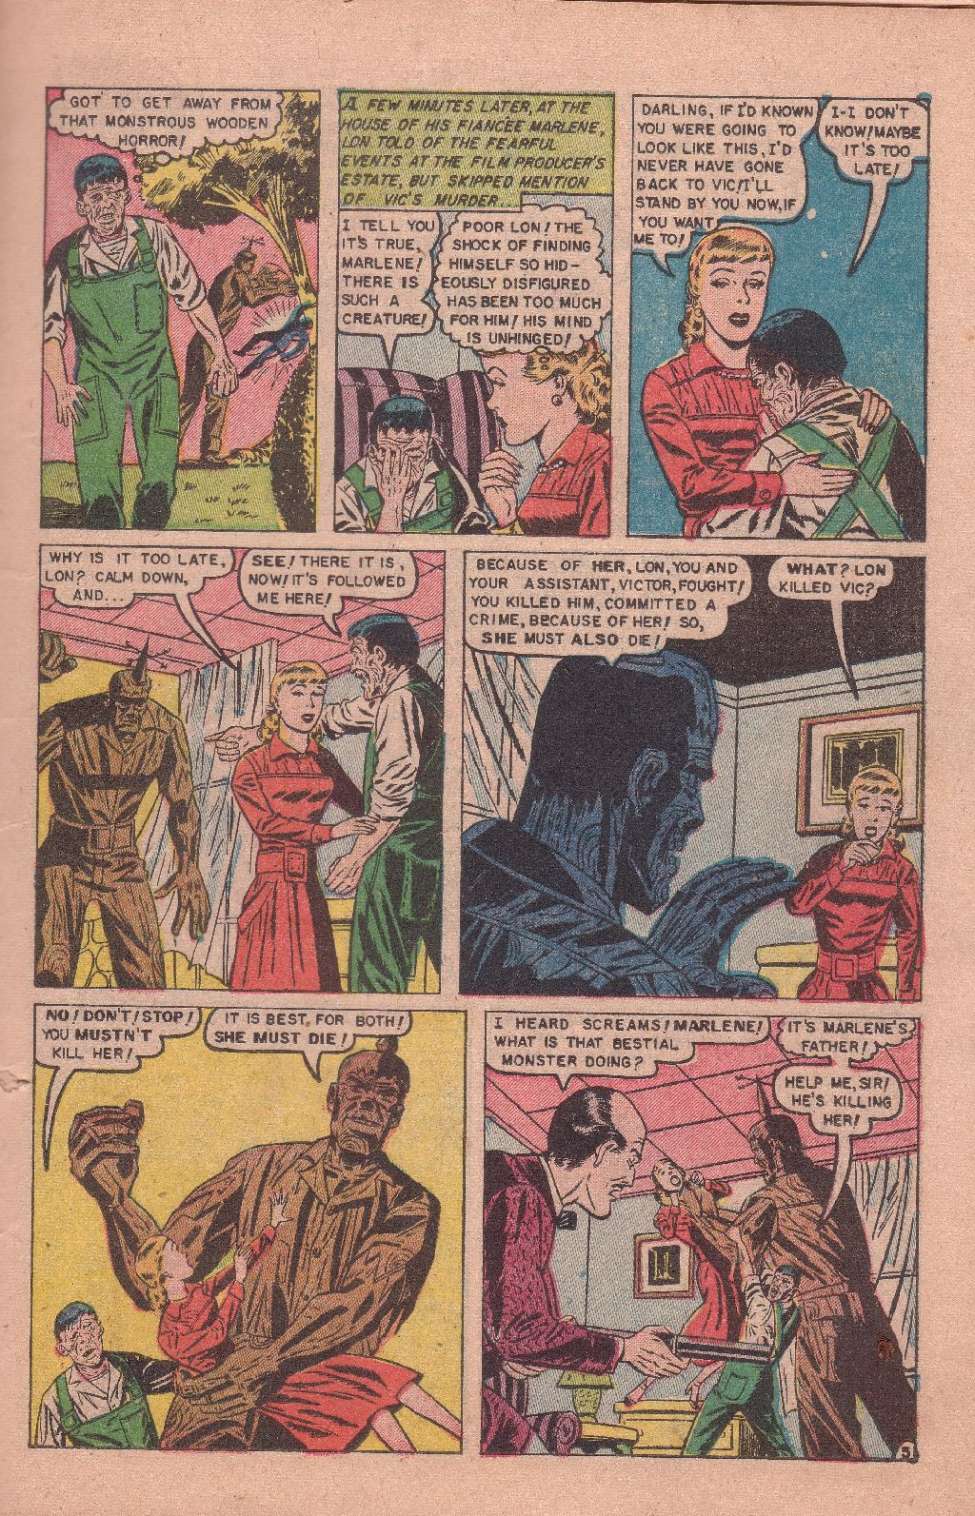 GOT TO GET AWAY FROM
THAT MONSTROUS WOODEN
HORROR!
A FEW MINUTES LATER, AT THE
HOUSE OF HIS FIANCÉE MARLENE,
LON TOLD OF THE FEARFUL
EVENTS AT THE FILM PRODUCER'S
ESTATE, BUT SKIPPED MENTION
OF VIC'S MURDER...
I TELL YOU
IT'S TRUE,
MARLENE!
THERE IS
SUCH A
CREATURE!
POOR LON! THE
SHOCK OF FINDING
HIMSELF SO HID-
EOUSLY DISFIGURED
HAS BEEN TOO MUCH
FOR HIM! HIS MIND
IS UNHINGED!
DARLING, IF I'D KNOWN
YOU WERE GOING TO
LOOK LIKE THIS, I'D
NEVER HAVE GONE
BACK TO VIC! I'LL
STAND BY YOU NOW, IF
YOU WANT
ME TO!
I-I DON'T
KNOW! MAYBE
IT'S TOO
LATE!
WHY IS IT TOO LATE,
LON? CALM DOWN,
AND...
SEE! THERE IT IS,
NOW! IT'S FOLLOWED
ME HERE!
BECAUSE OF HER, LON, YOU AND
YOUR ASSISTANT, VICTOR, FOUGHT!
YOU KILLED HIM, COMMITTED A
CRIME, BECAUSE OF HER! SO,
SHE MUST ALSO DIE!
WHAT? LON
KILLED VIC?
NO! DON'T! STOP!
YOU MUSTN'T
KILL HER!
IT IS BEST, FOR BOTH!
SHE MUST DIE!
I HEARD SCREAMS! MARLENE!
WHAT IS THAT BESTIAL
MONSTER DOING?
IT'S MARLENE'S
FATHER!
HELP ME, SIR!
HE'S KILLING
HER!
5